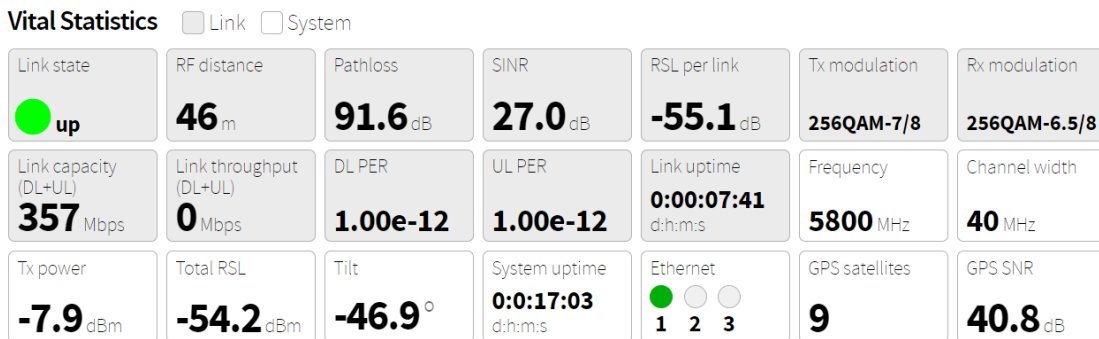 Vital Statistics Link System
Link state RF distance Pathloss SINR RSL per link Tx modulation Rx modulation
up 46 m 91.6 dB 27.0 dB -55.1 dB 256QAM-7/8 256QAM-6.5/8
Link capacity Link throughput DL PER UL PER Link uptime Frequency Channel width
(DL+UL) (DL+UL)
357 Mbps 0 Mbps 1.00e-12 1.00e-12 0:00:07:41 5800 MHz 40 MHz
d:h:m:s
Tx power Total RSL Tilt System uptime Ethernet GPS satellites GPS SNR
-7.9 dBm -54.2 dBm -46.9 ° 0:0:17:03 1 2 3 9 40.8 dB
d:h:m:s